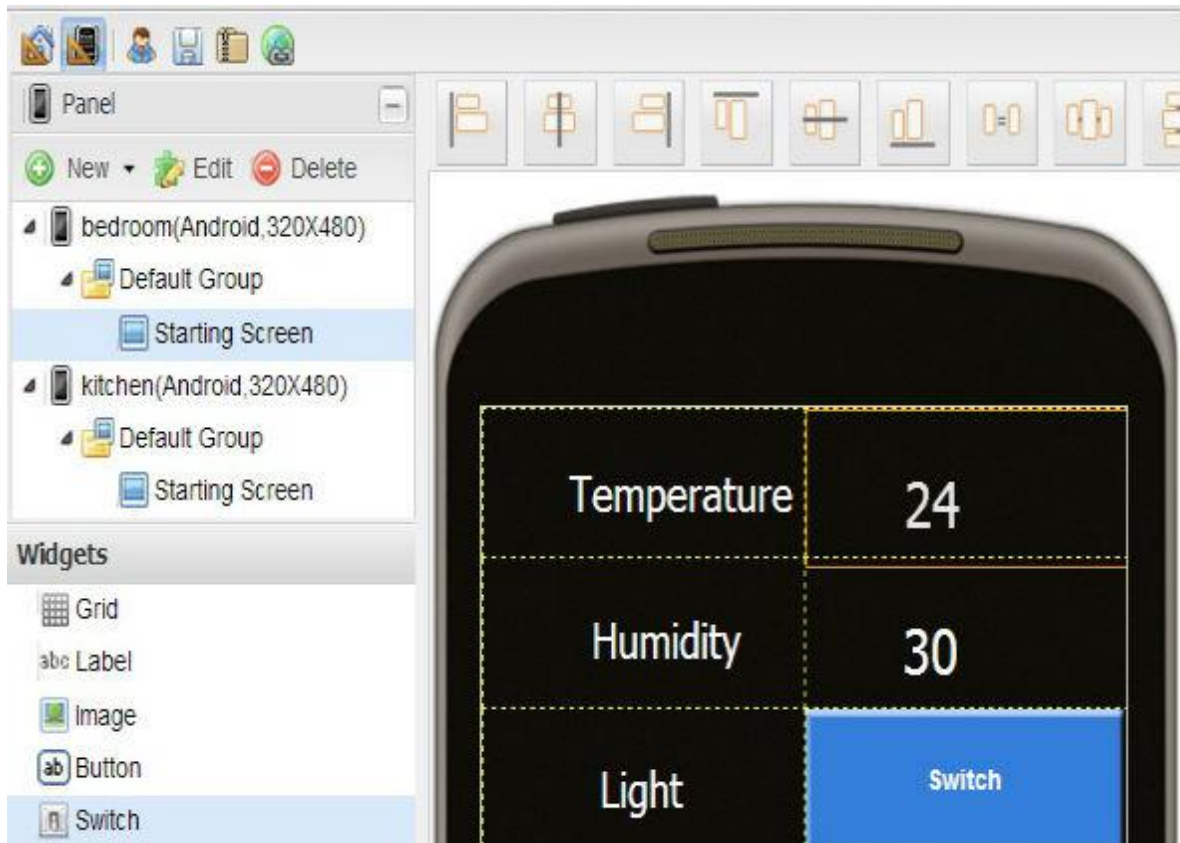 Panel
New Edit Delete
bedroom(Android,320X480)
Default Group
Starting Screen
kitchen(Android,320X480)
Default Group
Starting Screen
Widgets
Grid
abc Label
Image
ab Button
Switch
Temperature 24
Humidity 30
Light Switch